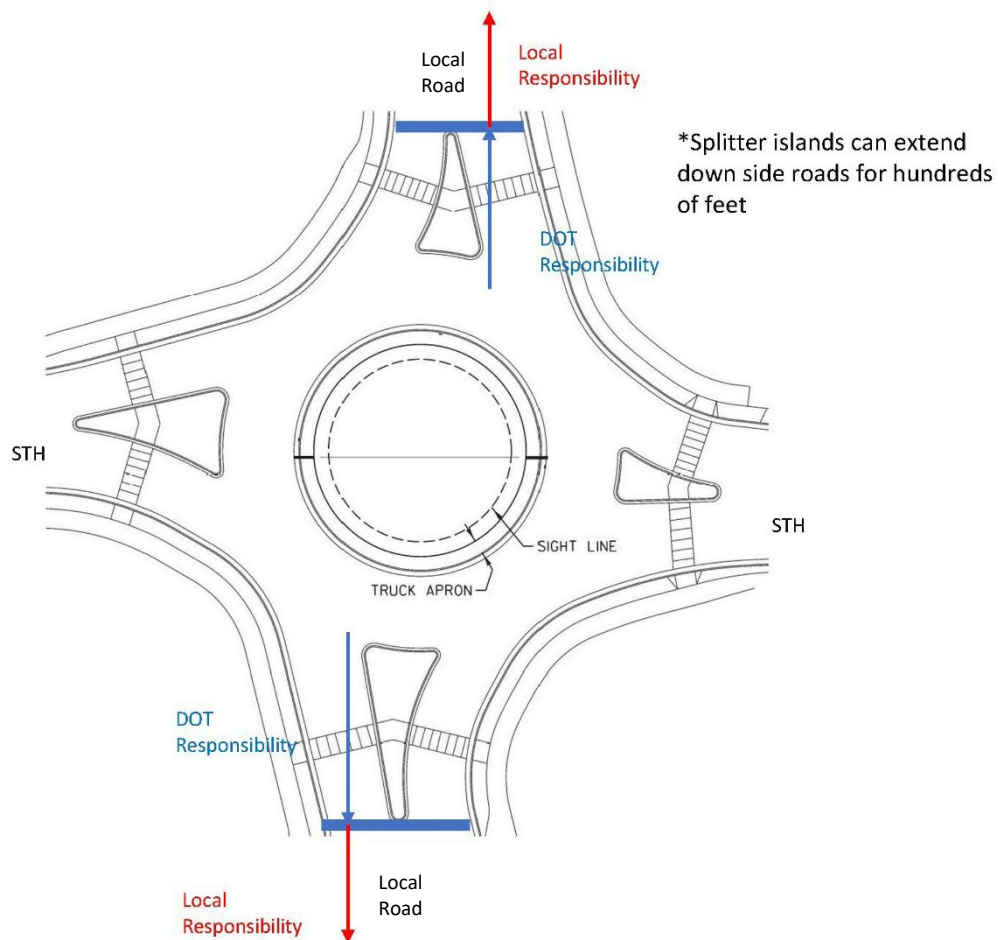 Local
Road
Local
Responsibility
*Splitter islands can extend
down side roads for hundreds
of feet
DOT
Responsibility
STH
STH
SIGHT LINE
TRUCK APRON
DOT
Responsibility
Local
Responsibility
Local
Road